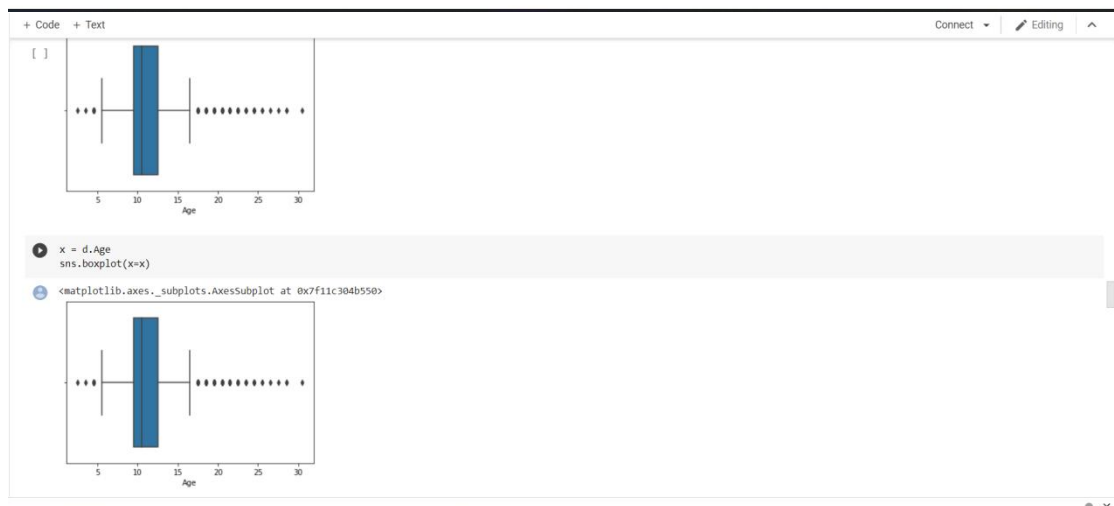 + Code + Text Connect Editing
[ ]
5 10 15 20 25 30
Age
x = d.Age
sns.boxplot(x=x)
<matplotlib.axes._subplots.AxesSubplot at 0x7f11c304b550>
5 10 15 20 25 30
Age